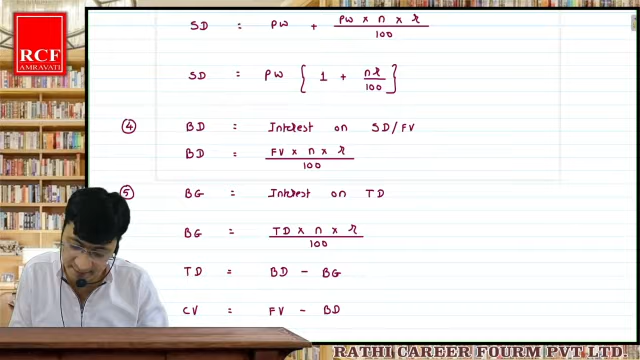 RCF
AMRAVATI
SD = PW + PW x n x r / 100
SD = PW { 1 + nr / 100 }
④ BD = Interest on SD/FV
BD = FV x n x r / 100
⑤ BG = Interest on TD
BG = TD x n x r / 100
TD = BD - BG
CV = FV - BD
RATHI CAREER FOURM PVT LTD.